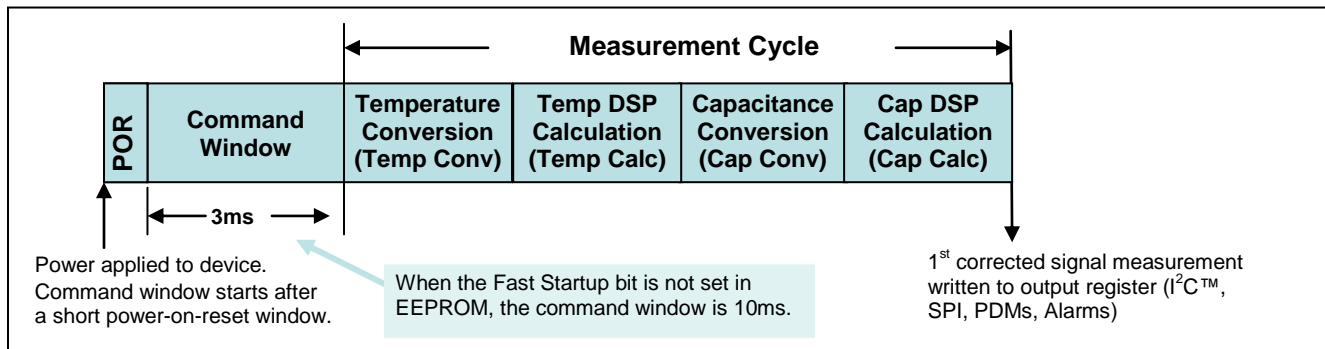 Measurement Cycle
POR
Command
Window
Temperature
Conversion
(Temp Conv)
Temp DSP
Calculation
(Temp Calc)
Capacitance
Conversion
(Cap Conv)
Cap DSP
Calculation
(Cap Calc)
3ms
Power applied to device.
Command window starts after
a short power-on-reset window.
When the Fast Startup bit is not set in
EEPROM, the command window is 10ms.
1st corrected signal measurement
written to output register (I²C™,
SPI, PDMs, Alarms)